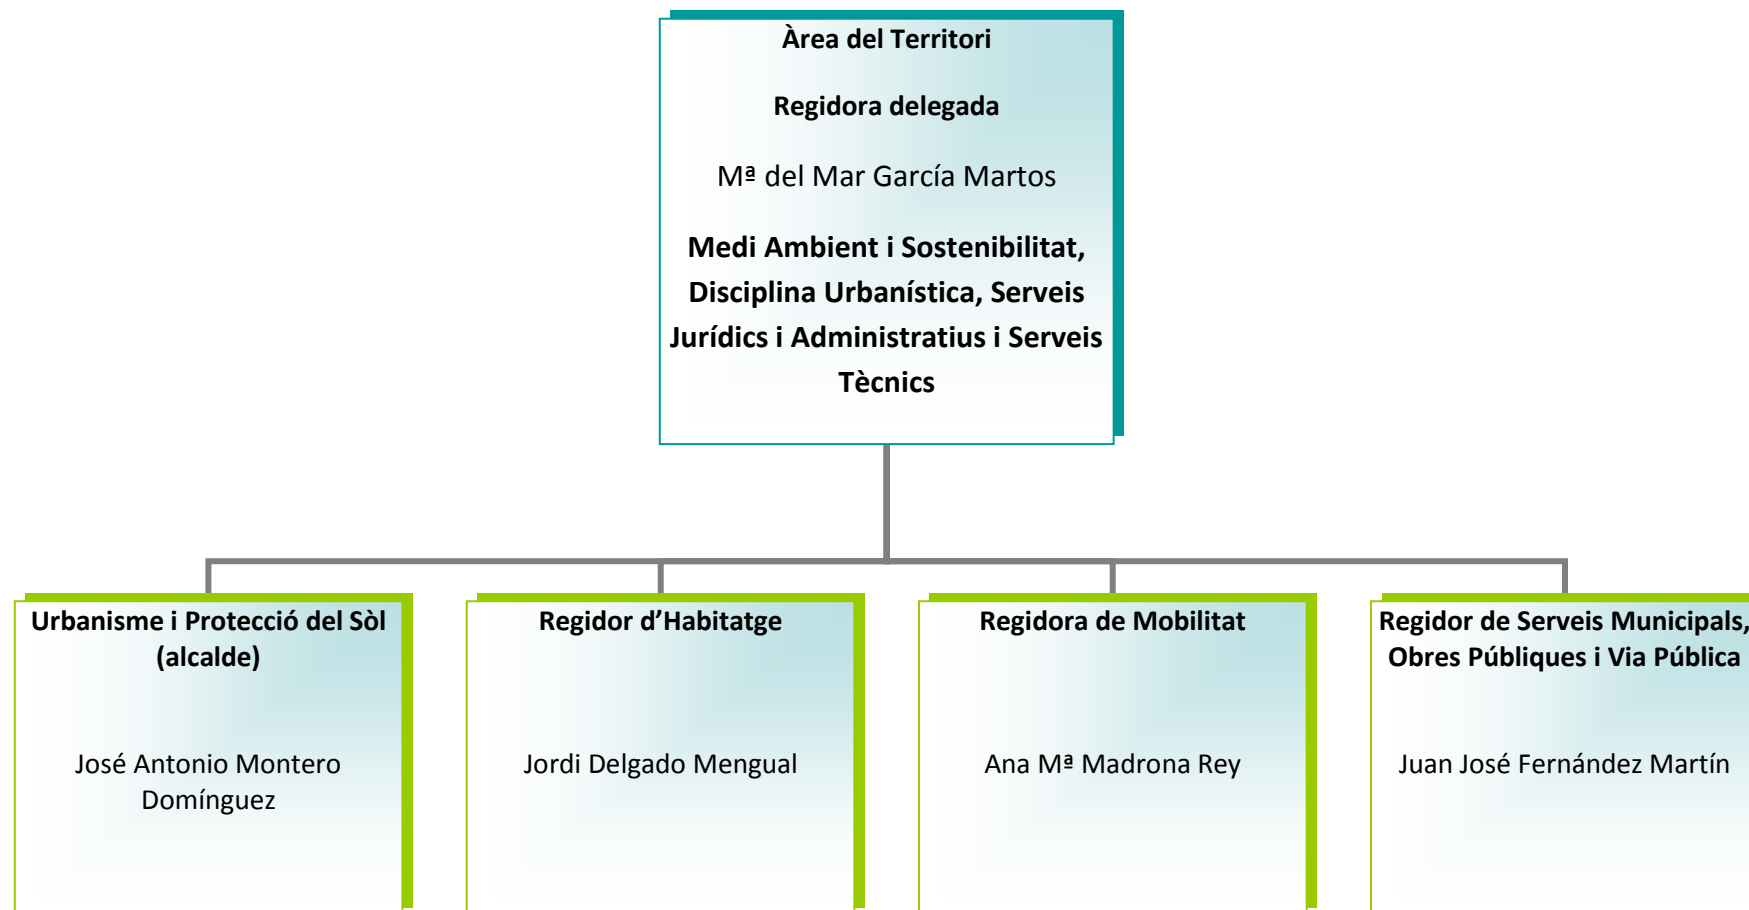 Àrea del Territori
Regidora delegada
Mª del Mar García Martos
Medi Ambient i Sostenibilitat,
Disciplina Urbanística, Serveis
Jurídics i Administratius i Serveis
Tècnics
Urbanisme i Protecció del Sòl
(alcalde)
José Antonio Montero
Domínguez
Regidor d’Habitatge
Jordi Delgado Mengual
Regidora de Mobilitat
Ana Mª Madrona Rey
Regidor de Serveis Municipals,
Obres Públiques i Via Pública
Juan José Fernández Martín